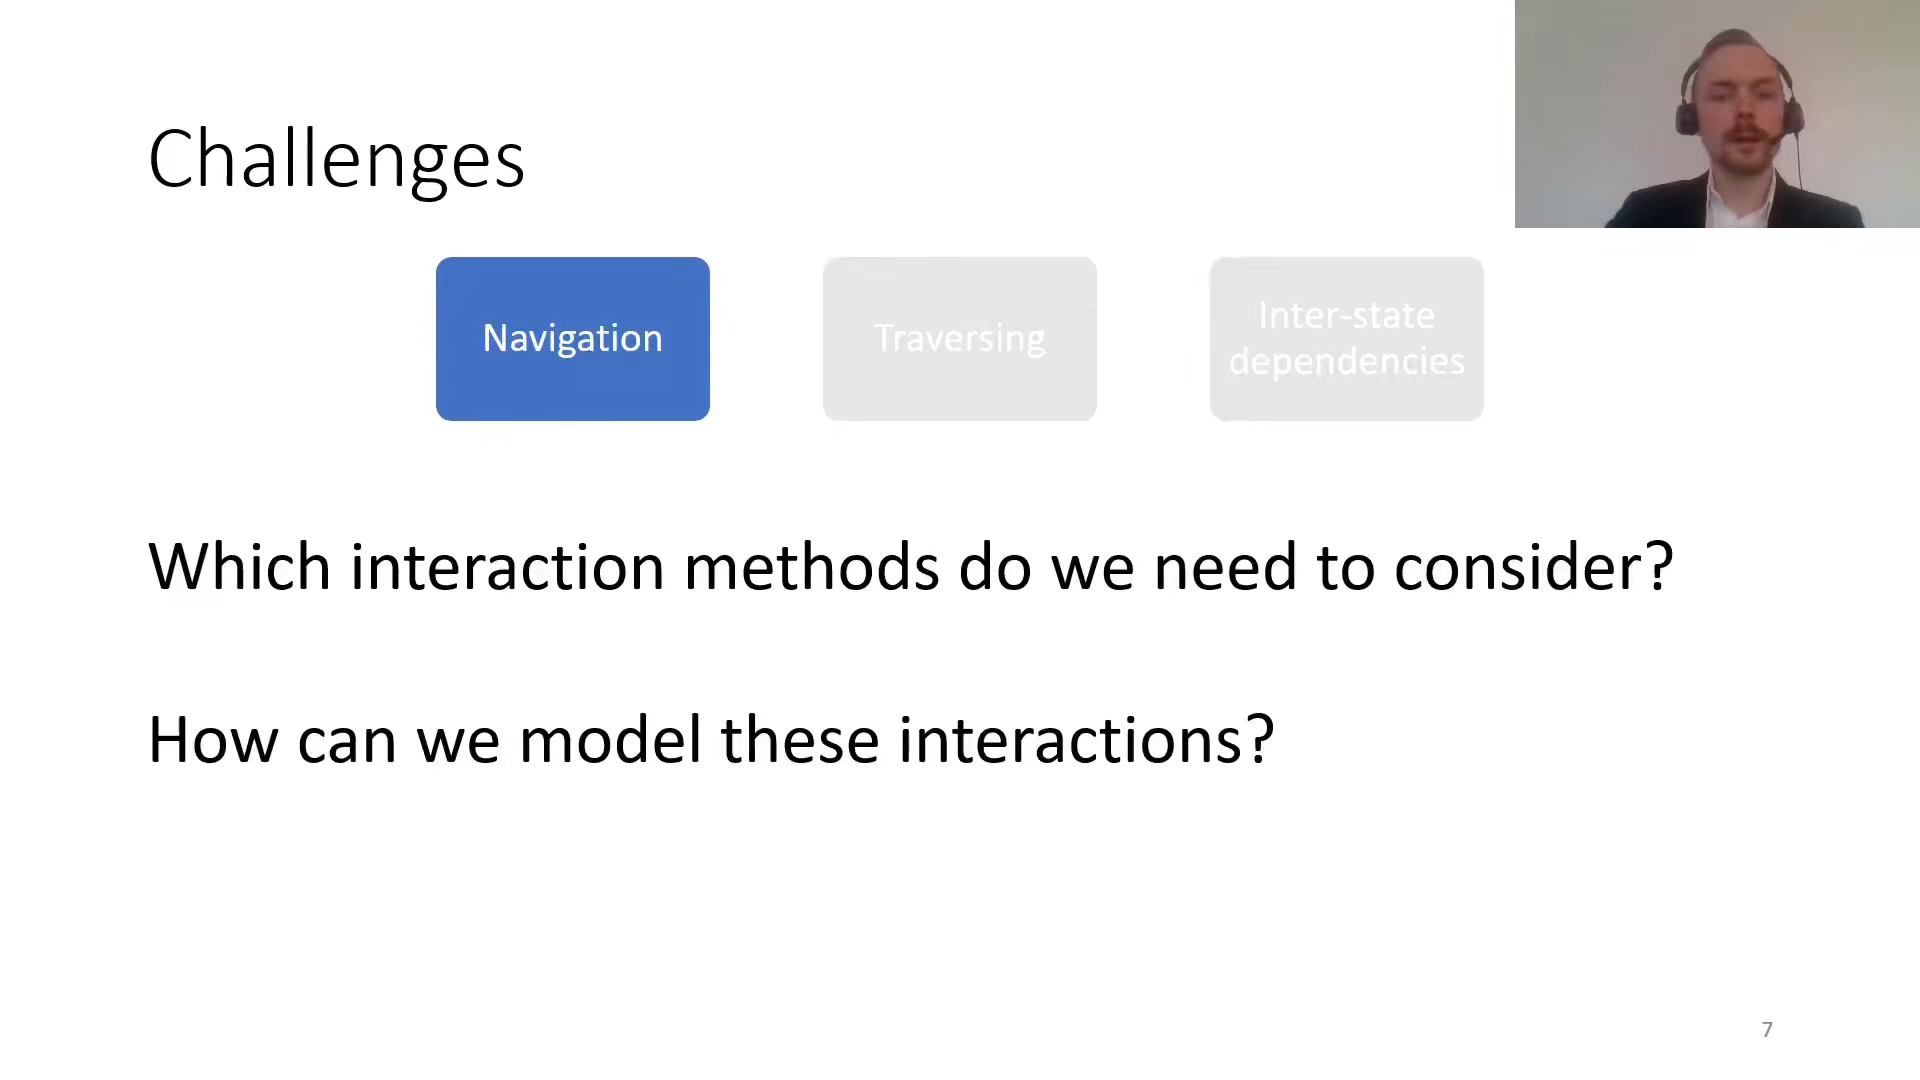 Challenges
Navigation
Traversing
Inter-state
dependencies
Which interaction methods do we need to consider?
How can we model these interactions?
7